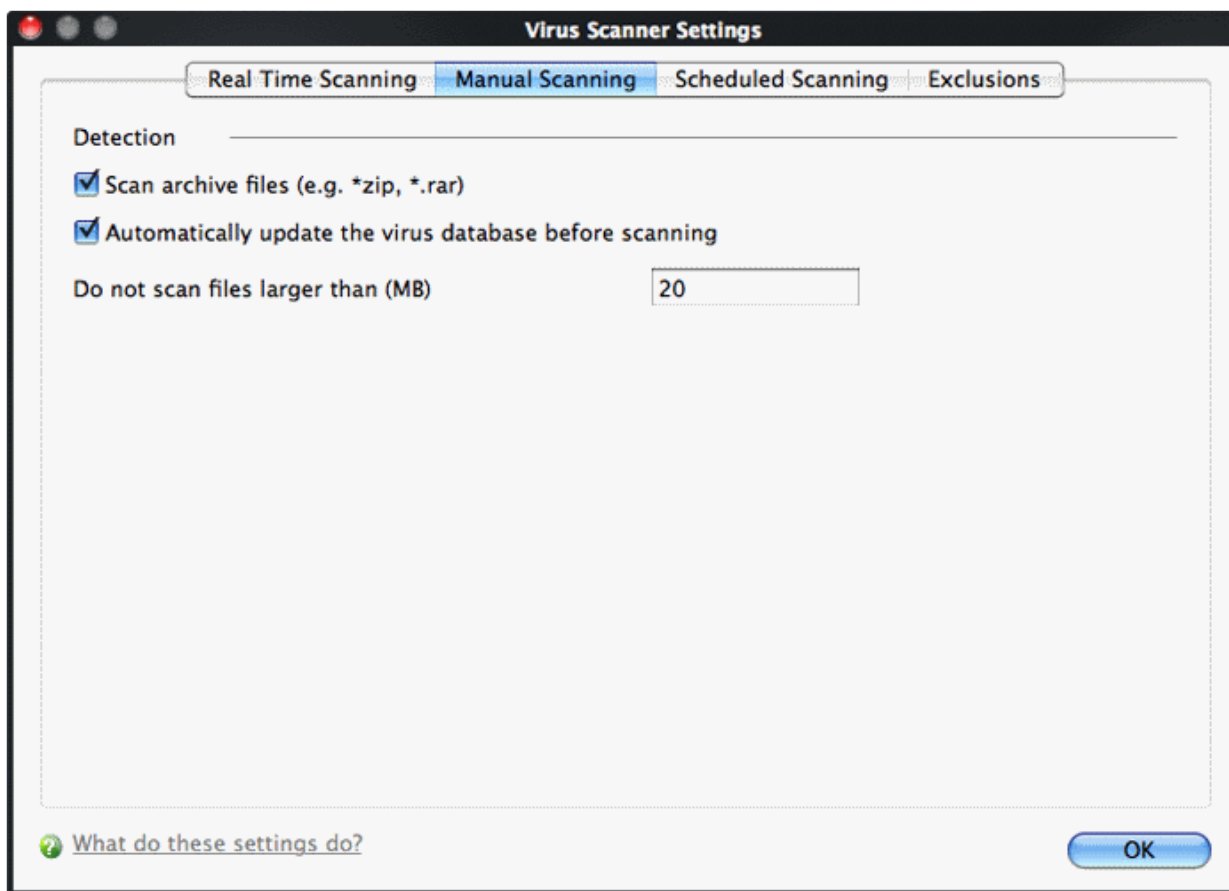 Virus Scanner Settings
Real Time Scanning Manual Scanning Scheduled Scanning Exclusions
Detection
Scan archive files (e.g. *zip, *.rar)
Automatically update the virus database before scanning
Do not scan files larger than (MB) 20
What do these settings do?
OK